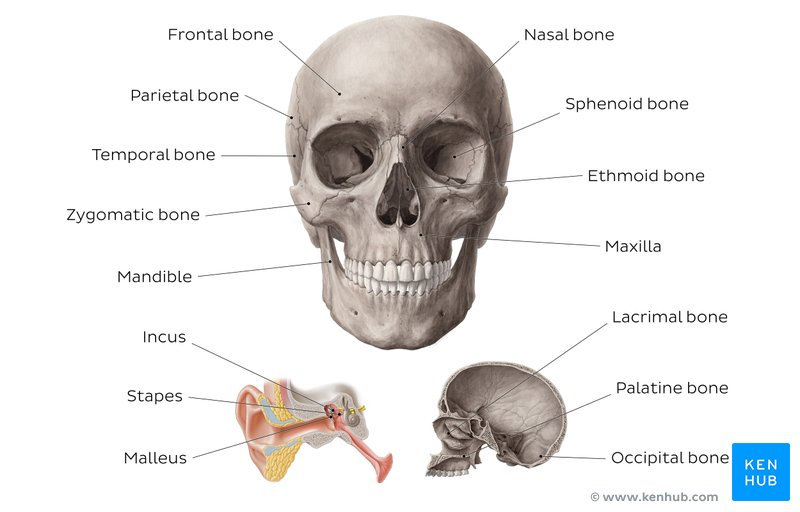 Frontal bone
Nasal bone
Parietal bone
Sphenoid bone
Temporal bone
Ethmoid bone
Zygomatic bone
Maxilla
Mandible
Lacrimal bone
Incus
Palatine bone
Stapes
Malleus
Occipital bone
KEN
HUB
© www.kenhub.com